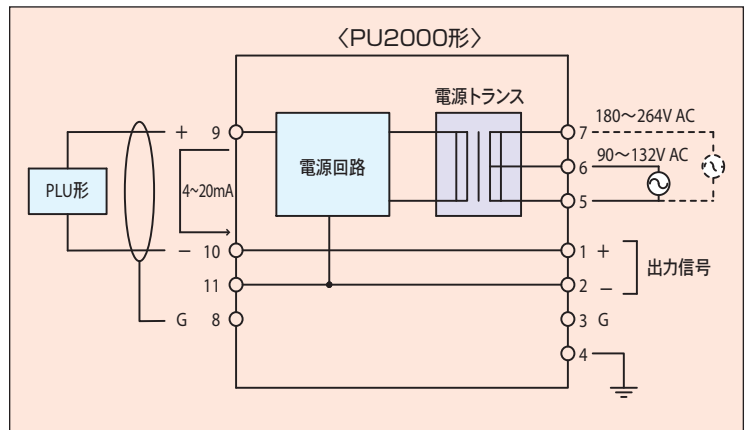 〈PU2000形〉
電源トランス
180～264V AC
90～132V AC
電源回路
PLU形
4~20mA
+ 9
− 10
11
G 8
7
6
5
1 +
2 −
3 G
4
出力信号